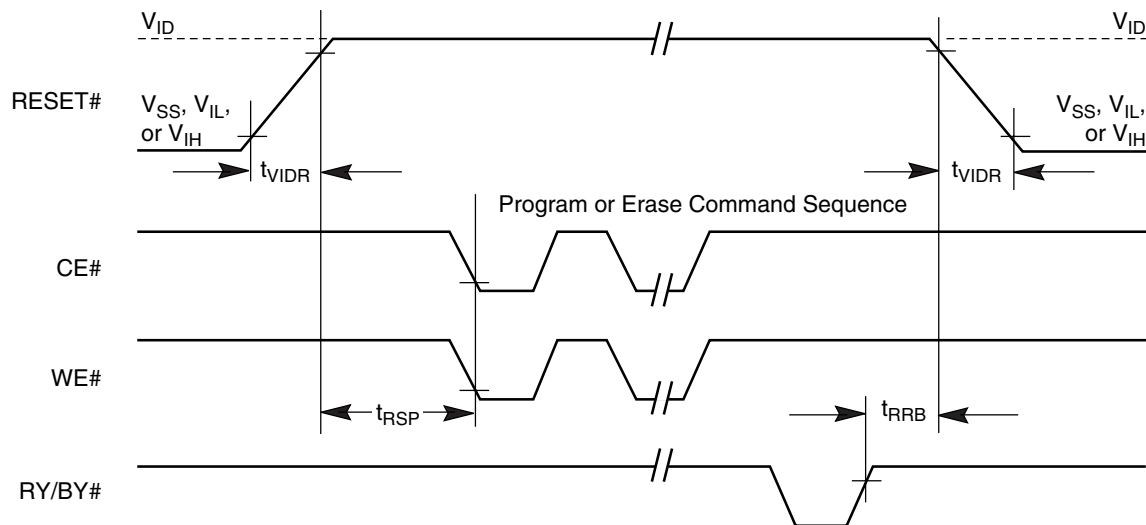 VID
VID
RESET#
VSS, VIL,
or VIH
VSS, VIL,
or VIH
tVIDR
tVIDR
Program or Erase Command Sequence
CE#
WE#
tRSP
tRRB
RY/BY#